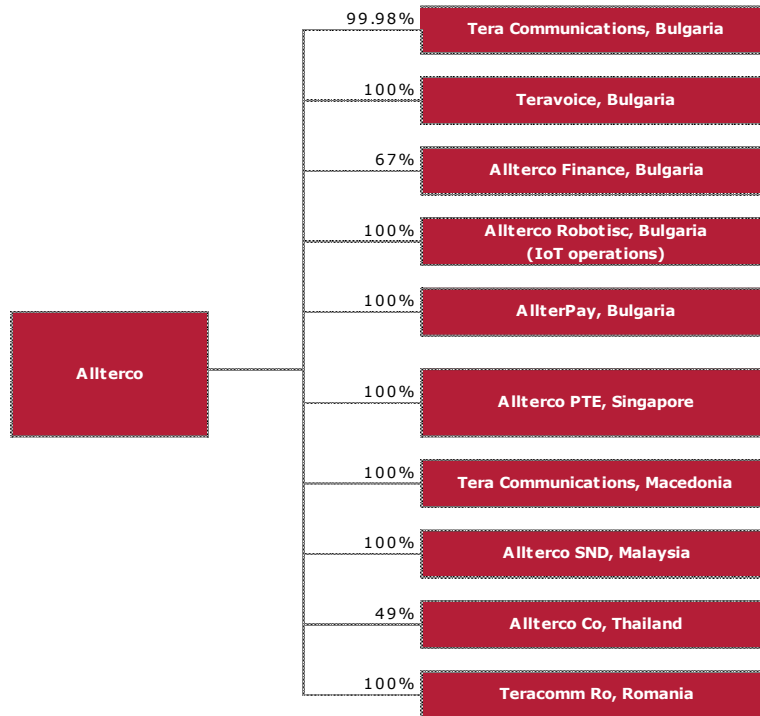 99.98%
Tera Communications, Bulgaria
100%
Teravoice, Bulgaria
67%
Allterco Finance, Bulgaria
100%
Allterco Robotisc, Bulgaria
(IoT operations)
100%
AllterPay, Bulgaria
Allterco
100%
Allterco PTE, Singapore
100%
Tera Communications, Macedonia
100%
Allterco SND, Malaysia
49%
Allterco Co, Thailand
100%
Teracomm Ro, Romania